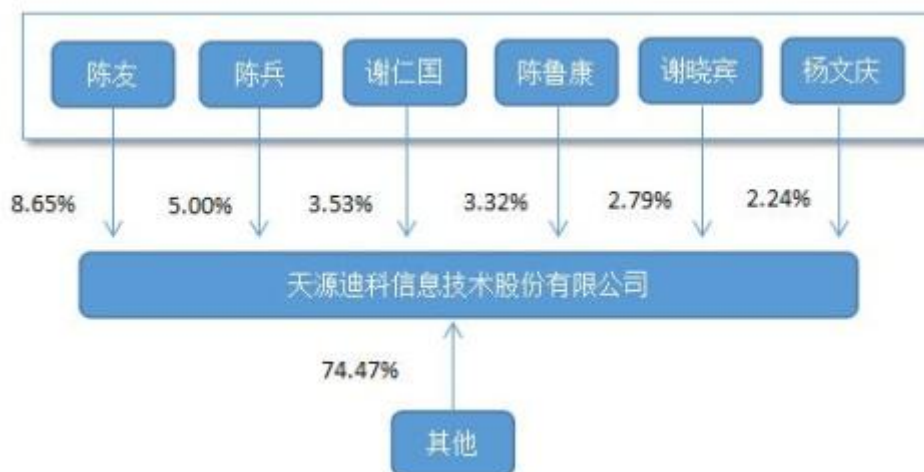 陈友 陈兵 谢仁国 陈鲁康 谢晓宾 杨文庆
8.65% 5.00% 3.53% 3.32% 2.79% 2.24%
天源迪科信息技术股份有限公司
74.47%
其他